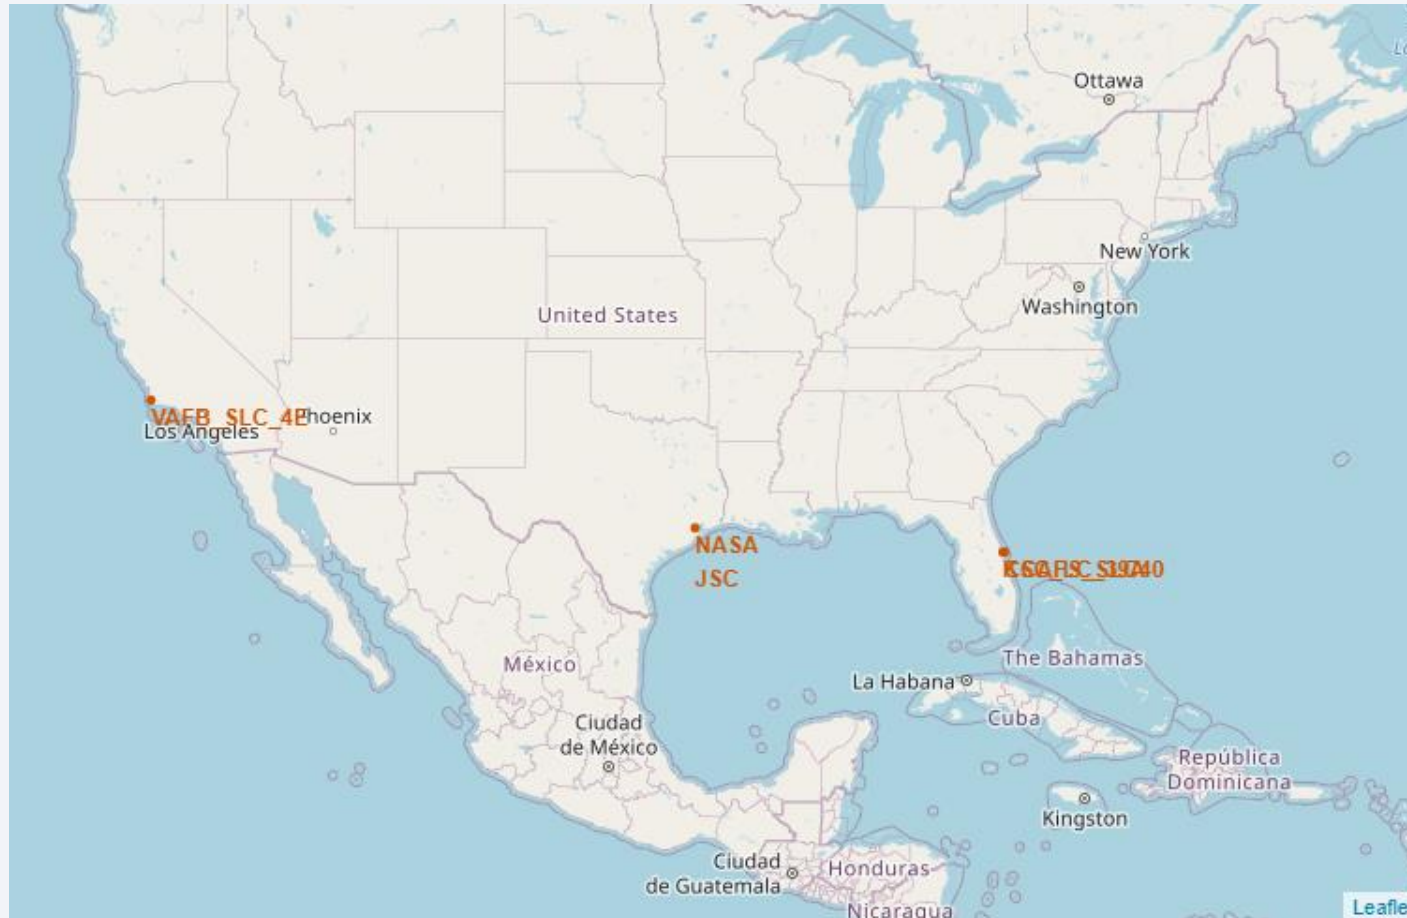 Ottawa
New York
Washington
United States
VAFB_SLC_4E
Phoenix
Los Angeles
NASA
JSC
México
The Bahamas
La Habana
Cuba
Ciudad
de México
República
Dominicana
Kingston
Ciudad
de Guatemala
Honduras
Nicaragua
Leafle